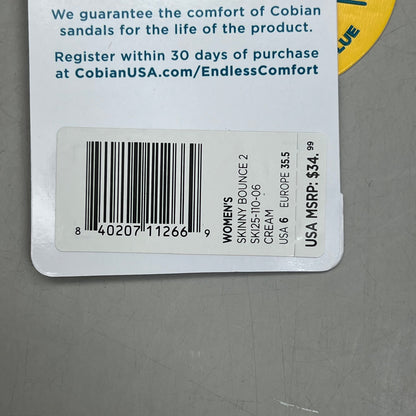 We guarantee the comfort of Cobian
sandals for the life of the product.
Register within 30 days of purchase
at CobianUSA.com/EndlessComfort
WOMEN'S
SKINNY BOUNCE 2
SKI25-110-06
CREAM
USA 6 EUROPE 35.5
USA MSRP: $34.99
8 40207 11266 9